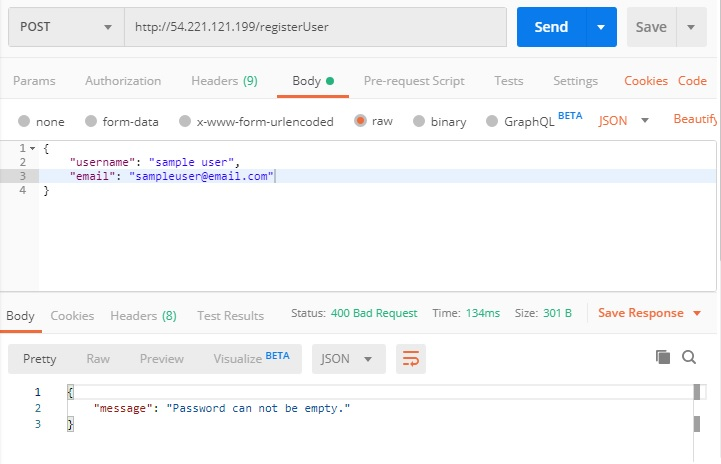 POST http://54.221.121.199/registerUser Send Save
Params Authorization Headers (9) Body Pre-request Script Tests Settings Cookies Code
none form-data x-www-form-urlencoded raw binary GraphQL BETA JSON Beautify
1 {
2 "username": "sample user",
3 "email": "sampleuser@email.com"
4 }
Body Cookies Headers (8) Test Results Status: 400 Bad Request Time: 134ms Size: 301 B Save Response
Pretty Raw Preview Visualize BETA JSON
1 {
2 "message": "Password can not be empty."
3 }